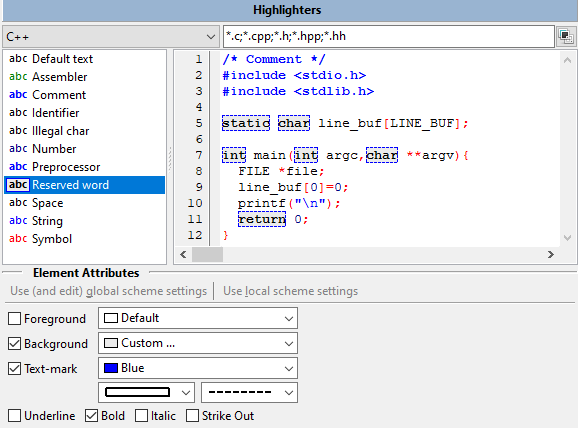 Highlighters
C++ *.c;*.cpp;*.h;*.hpp;*.hh
abc Default text
abc Assembler
abc Comment
abc Identifier
abc Illegal char
abc Number
abc Preprocessor
abc Reserved word
abc Space
abc String
abc Symbol
1 /* Comment */
2 #include <stdio.h>
3 #include <stdlib.h>
4
5 static char line_buf[LINE_BUF];
6
7 int main(int argc,char **argv){
8 FILE *file;
9 line_buf[0]=0;
10 printf("\n");
11 return 0;
12 }
Element Attributes
Use (and edit) global scheme settings Use local scheme settings
Foreground Default
Background Custom ...
Text-mark Blue
Underline Bold Italic Strike Out